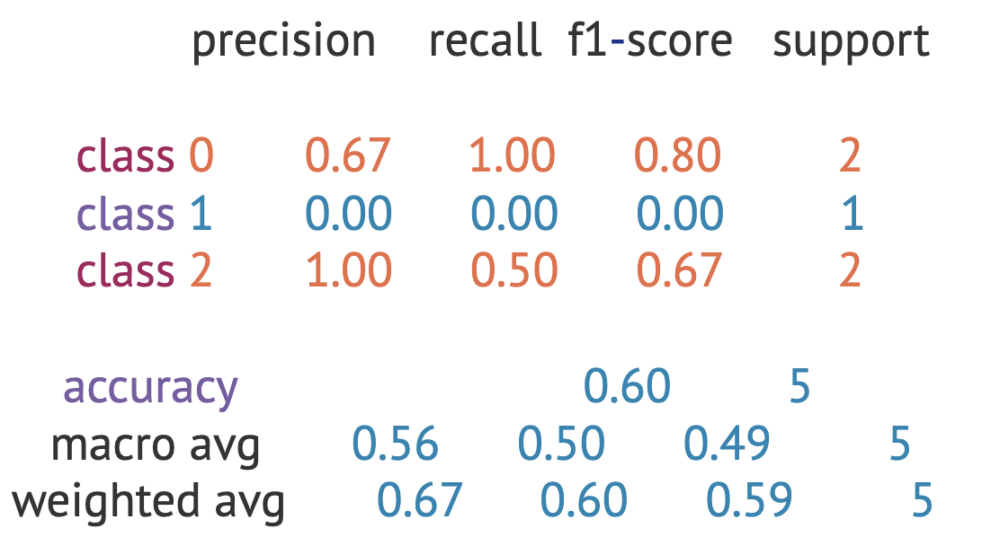 precision recall f1-score support
class 0 0.67 1.00 0.80 2
class 1 0.00 0.00 0.00 1
class 2 1.00 0.50 0.67 2
accuracy 0.60 5
macro avg 0.56 0.50 0.49 5
weighted avg 0.67 0.60 0.59 5